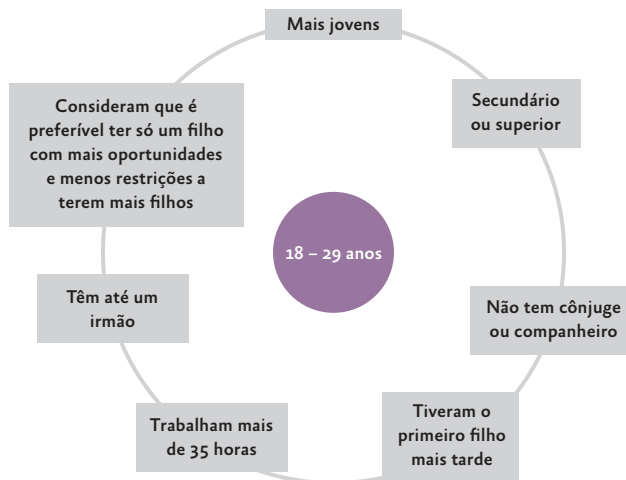 Mais jovens
Secundário
ou superior
Não tem cônjuge
ou companheiro
Tiveram o
primeiro filho
mais tarde
Trabalham mais
de 35 horas
Têm até um
irmão
Consideram que é
preferível ter só um filho
com mais oportunidades
e menos restrições a
terem mais filhos
18 – 29 anos